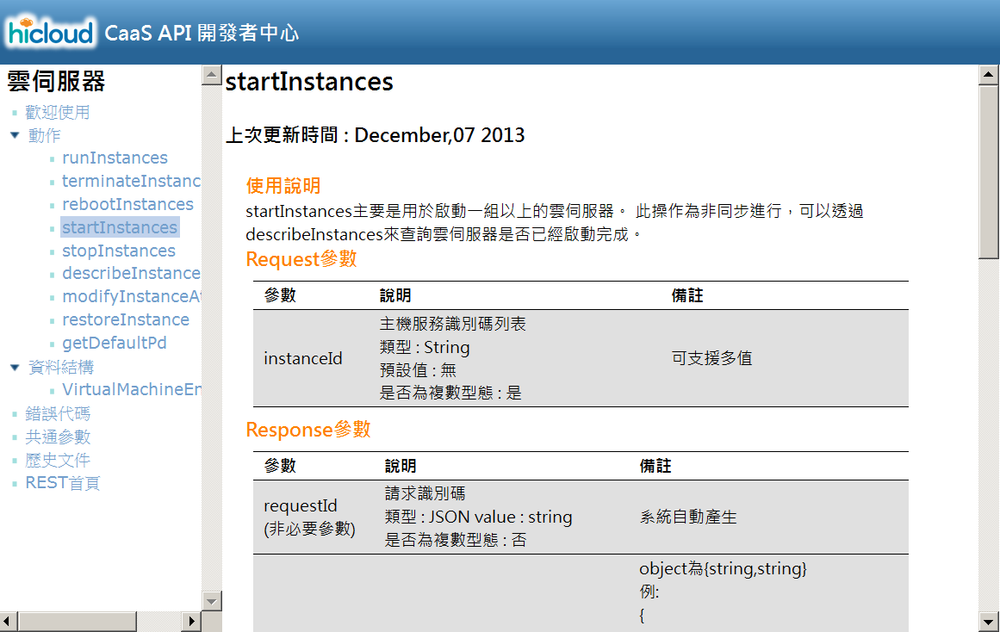 hicloud CaaS API 開發者中心
雲伺服器
歡迎使用
動作
runInstances
terminateInstanc
rebootInstances
startInstances
stopInstances
describeInstance
modifyInstanceA
restoreInstance
getDefaultPd
資料結構
VirtualMachineEn
錯誤代碼
共通參數
歷史文件
REST首頁
startInstances
上次更新時間 : December,07 2013
使用說明
startInstances主要是用於啟動一組以上的雲伺服器。 此操作為非同步進行，可以透過
describeInstances來查詢雲伺服器是否已經啟動完成。
Request參數
參數 說明 備註
instanceId
主機服務識別碼列表
類型 : String
預設值 : 無
是否為複數型態 : 是
可支援多值
Response參數
參數 說明 備註
requestId
(非必要參數)
請求識別碼
類型 : JSON value : string
是否為複數型態 : 否
系統自動產生
object為{string,string}
例:
{